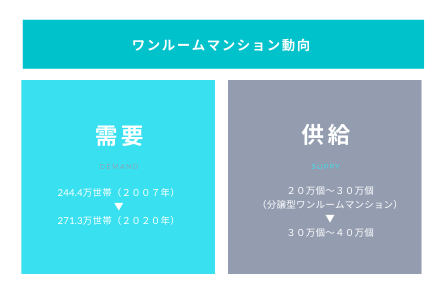 ワンルームマンション動向
需要
DEMAND
244.4万世帯（２００７年）
▼
271.3万世帯（２０２０年）
供給
SUPPY
２０万個〜３０万個
（分譲型ワンルームマンション）
▼
３０万個〜４０万個